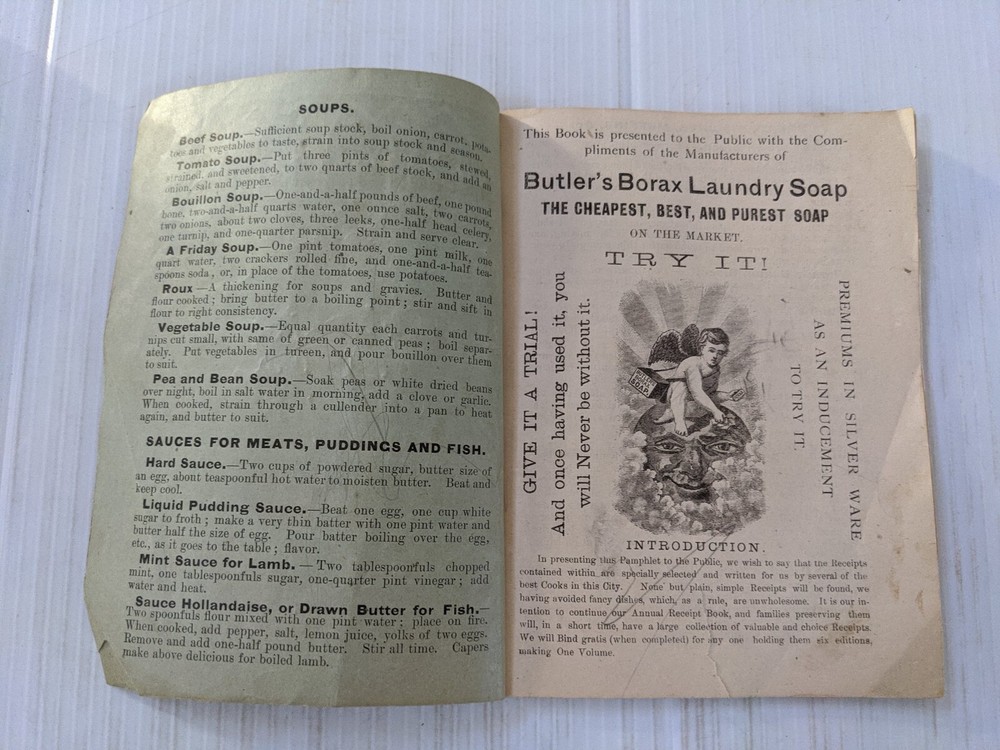 SOUPS.
Beef Soup.—Sufficient soup stock, boil onion, carrot, pota-
toes and vegetables to taste, strain into soup stock and season.
Tomato Soup.—Put three pints of tomatoes, stewed,
strained, and sweetened, to two quarts of beef stock, and add an
onion, salt and pepper.
Bouillon Soup.—One-and-a-half pounds of beef, one pound
bone, two-and-a-half quarts water, one ounce salt, two carrots,
two onions, about two cloves, three leeks, one-half head celery,
one turnip, and one-quarter parsnip. Strain and serve clear.
A Friday Soup.—One pint tomatoes, one pint milk, one
quart water, two crackers rolled fine, and one-and-a-half tea-
spoons soda, or, in place of the tomatoes, use potatoes.
Roux—A thickening for soups and gravies. Butter and
flour cooked; bring butter to a boiling point; stir and sift in
flour to right consistency.
Vegetable Soup.—Equal quantity each carrots and tur-
nips cut small, with same of green or canned peas; boil separ-
ately. Put vegetables in tureen, and pour bouillon over them
to suit.
Pea and Bean Soup.—Soak peas or white dried beans
over night, boil in salt water in morning, add a clove or garlic.
When cooked, strain through a cullender into a pan to heat
again, and butter to suit.
SAUCES FOR MEATS, PUDDINGS AND FISH.
Hard Sauce.—Two cups of powdered sugar, butter size of
an egg, about teaspoonful hot water to moisten butter. Beat and
keep cool.
Liquid Pudding Sauce.—Beat one egg, one cup white
sugar to froth; make a very thin batter with one pint water and
butter half the size of egg. Pour batter boiling over the egg,
etc., as it goes to the table; flavor.
Mint Sauce for Lamb.—Two tablespoonfuls chopped
mint, one tablespoonfuls sugar, one-quarter pint vinegar; add
water and heat.
Sauce Hollandaise, or Drawn Butter for Fish.—
Two spoonfuls flour mixed with one pint water; place on fire.
When cooked, add pepper, salt, lemon juice, yolks of two eggs.
Remove and add one-half pound butter. Stir all time. Capers
make above delicious for boiled lamb.
This Book is presented to the Public with the Com-
pliments of the Manufacturers of
Butler's Borax Laundry Soap
THE CHEAPEST, BEST, AND PUREST SOAP
ON THE MARKET.
TRY IT!
GIVE IT A TRIAL!
And once having used it, you
will Never be without it.
SOAP
PREMIUMS IN SILVER WARE
AS AN INDUCEMENT
TO TRY IT.
INTRODUCTION.
In presenting this Pamphlet to the Public, we wish to say that the Receipts
contained within are specially selected and written for us by several of the
best Cooks in this City. None but plain, simple Receipts will be found, we
having avoided fancy dishes, which, as a rule, are unwholesome. It is our in-
tention to continue our Annual Receipt Book, and families preserving them
will, in a short time, have a large collection of valuable and choice Receipts.
We will Bind gratis (when completed) for any one holding them six editions,
making One Volume.